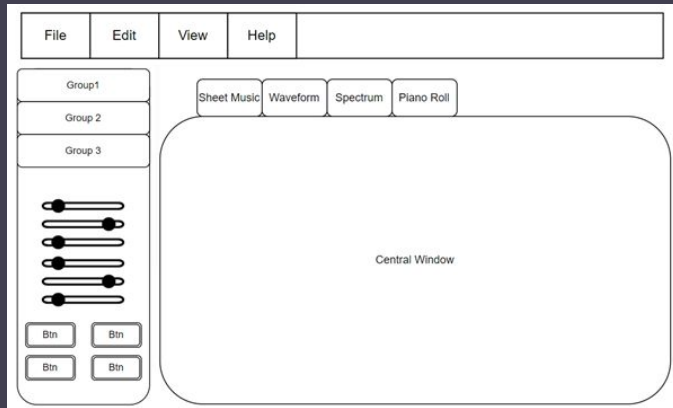 File Edit View Help
Group1
Group 2
Group 3
Sheet Music Waveform Spectrum Piano Roll
Central Window
Btn Btn
Btn Btn